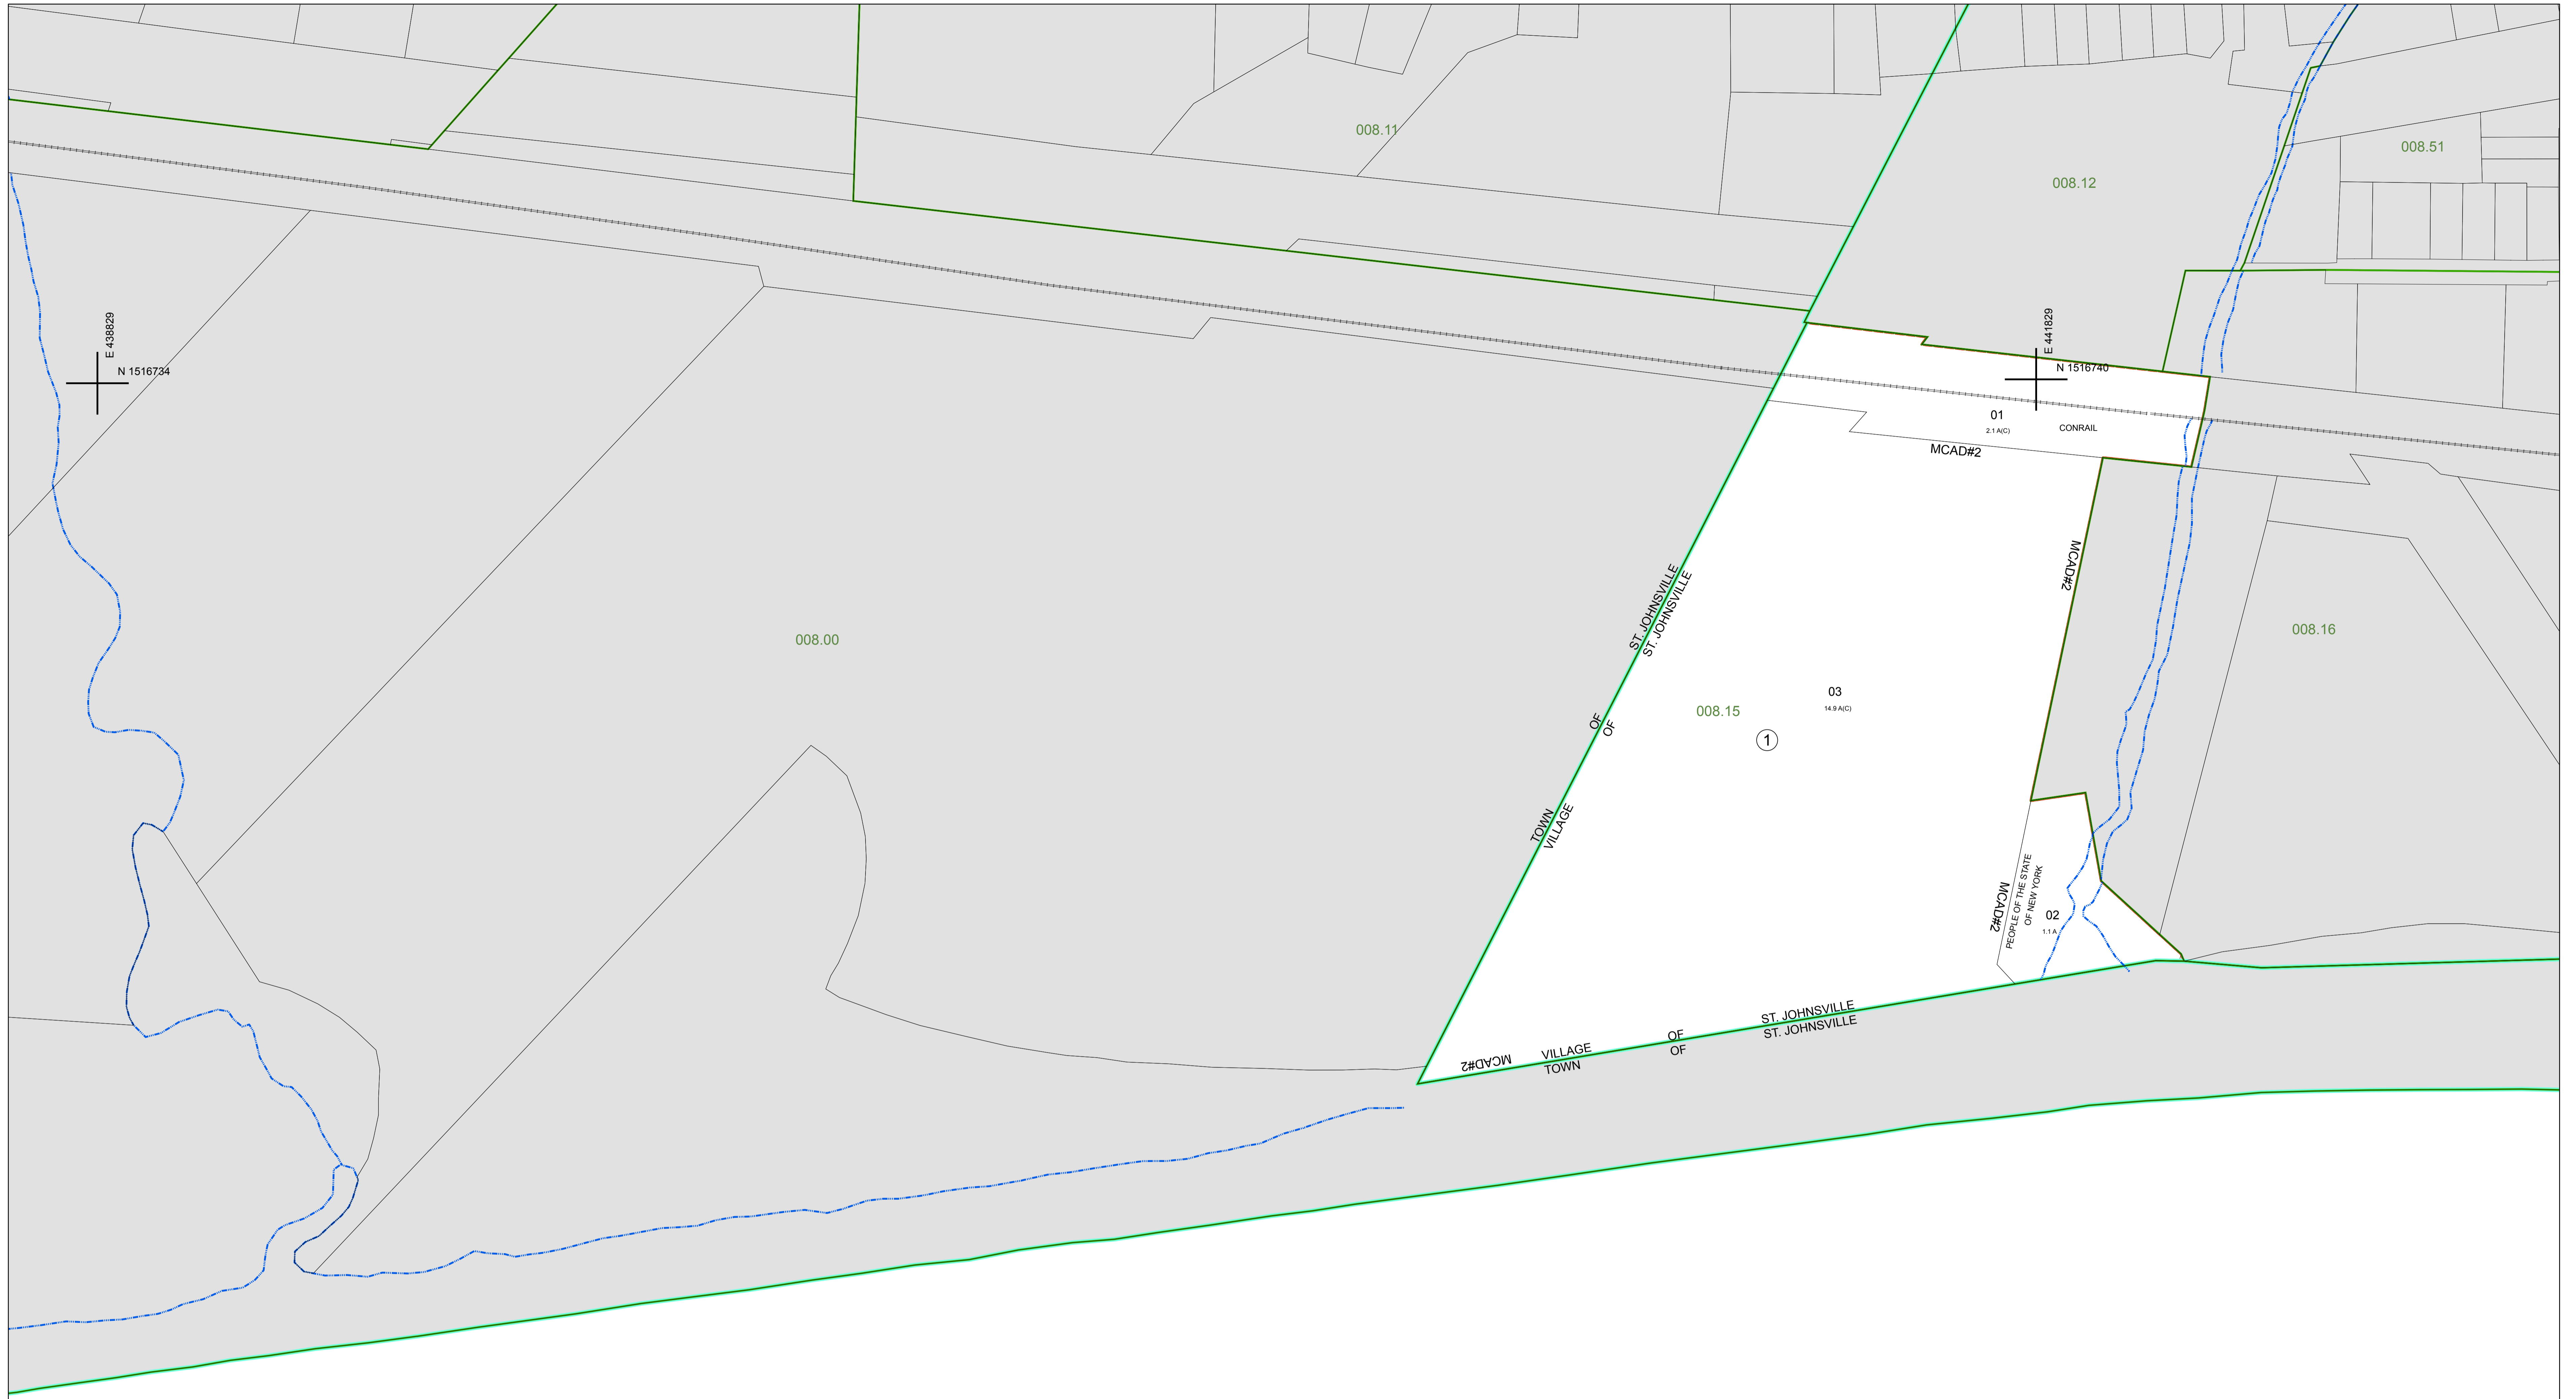 008.11
008.51
008.12
E 438829
N 1516734
E 441829
N 1516740
01
2.1 A(C)
CONRAIL
MCAD#2
MCAD#2
008.00
008.16
TOWN OF ST. JOHNSVILLE
VILLAGE OF ST. JOHNSVILLE
03
14.9 A(C)
008.15
1
MCAD#2
PEOPLE OF THE STATE
OF NEW YORK
02
1.1 A
MCAD#2
VILLAGE OF ST. JOHNSVILLE
TOWN OF ST. JOHNSVILLE